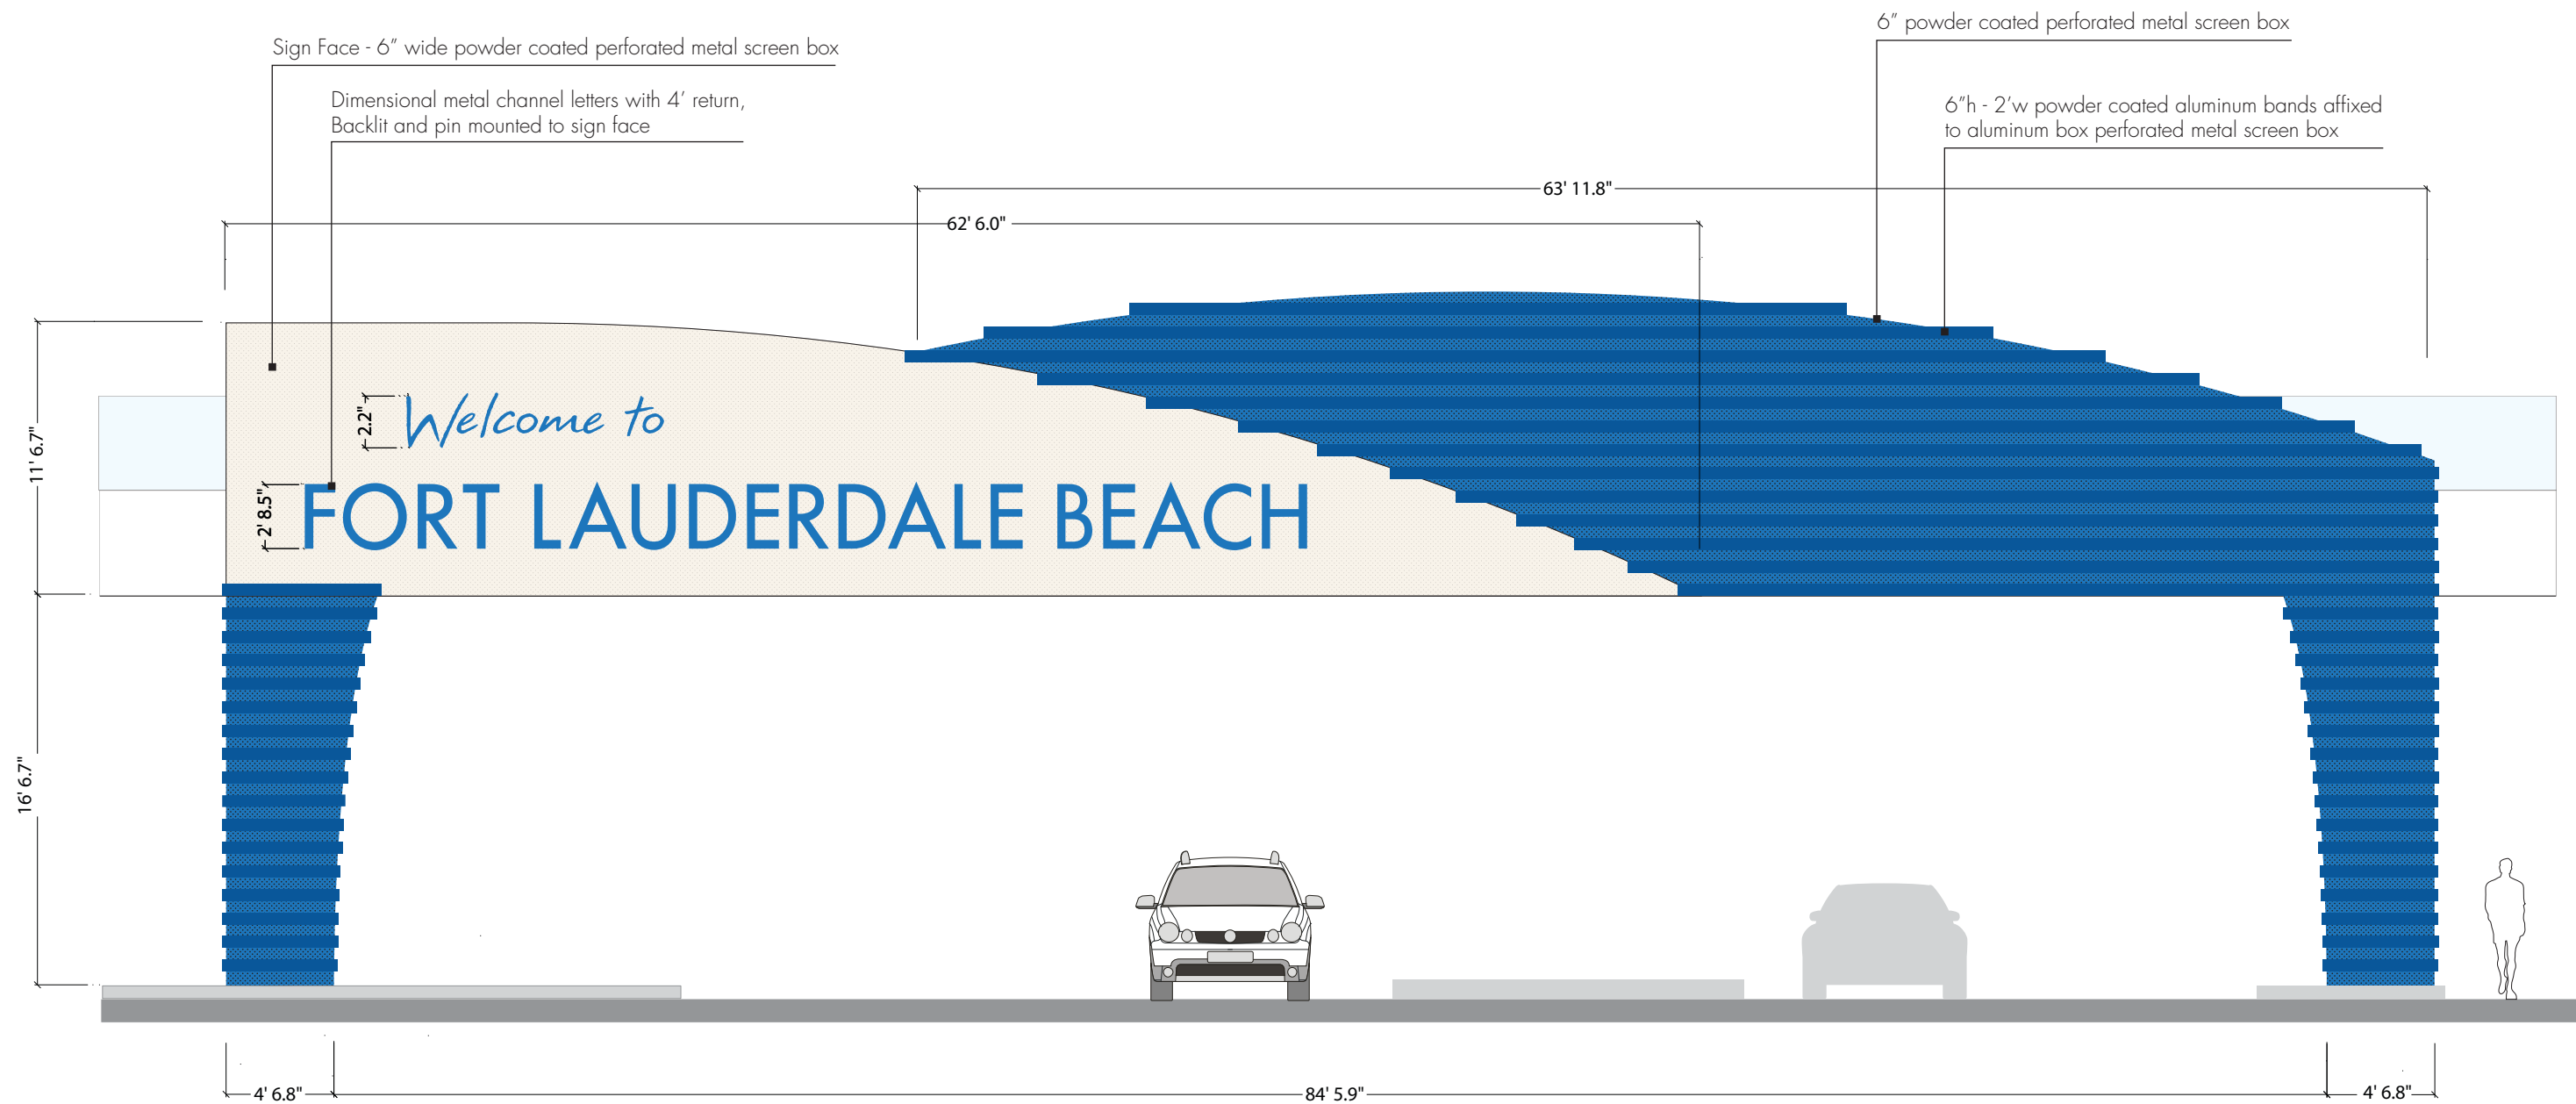 6” powder coated perforated metal screen box
Sign Face - 6” wide powder coated perforated metal screen box
Dimensional metal channel letters with 4’ return,
Backlit and pin mounted to sign face
6”h - 2’w powder coated aluminum bands affixed
to aluminum box perforated metal screen box
63' 11.8"
62' 6.0"
11' 6.7"
2.2"
Welcome to
2' 8.5"
FORT LAUDERDALE BEACH
16' 6.7"
4' 6.8"
84' 5.9"
4' 6.8"